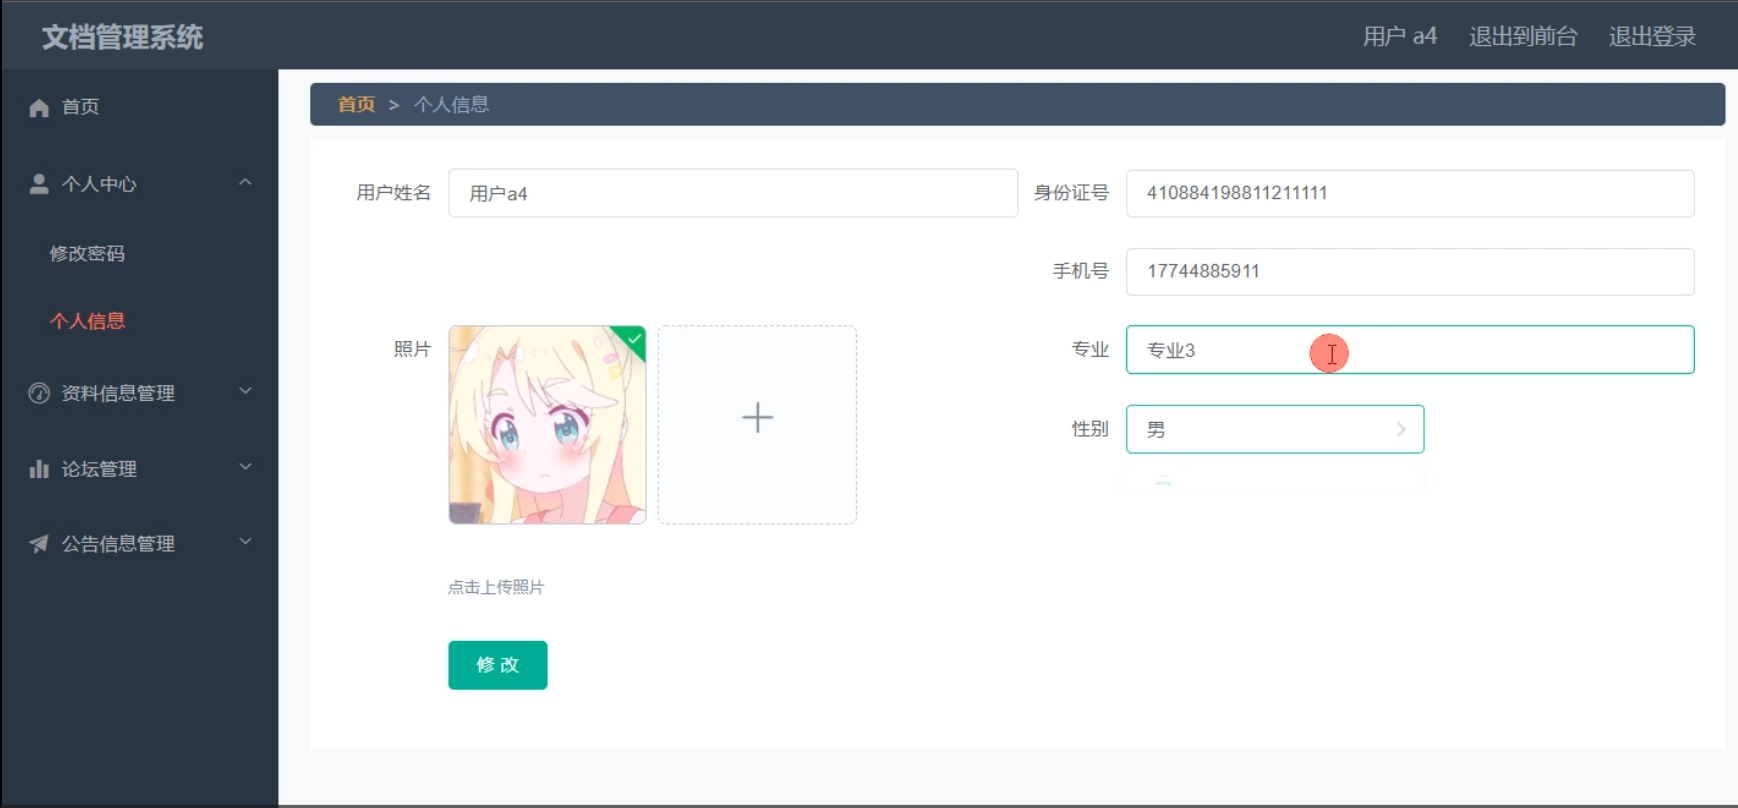 文档管理系统
用户 a4
退出到前台
退出登录
首页
个人中心
修改密码
个人信息
资料信息管理
论坛管理
公告信息管理
首页 > 个人信息
用户姓名 用户a4
身份证号 410884198811211111
手机号 17744885911
照片
专业 专业3
性别 男
点击上传照片
修改